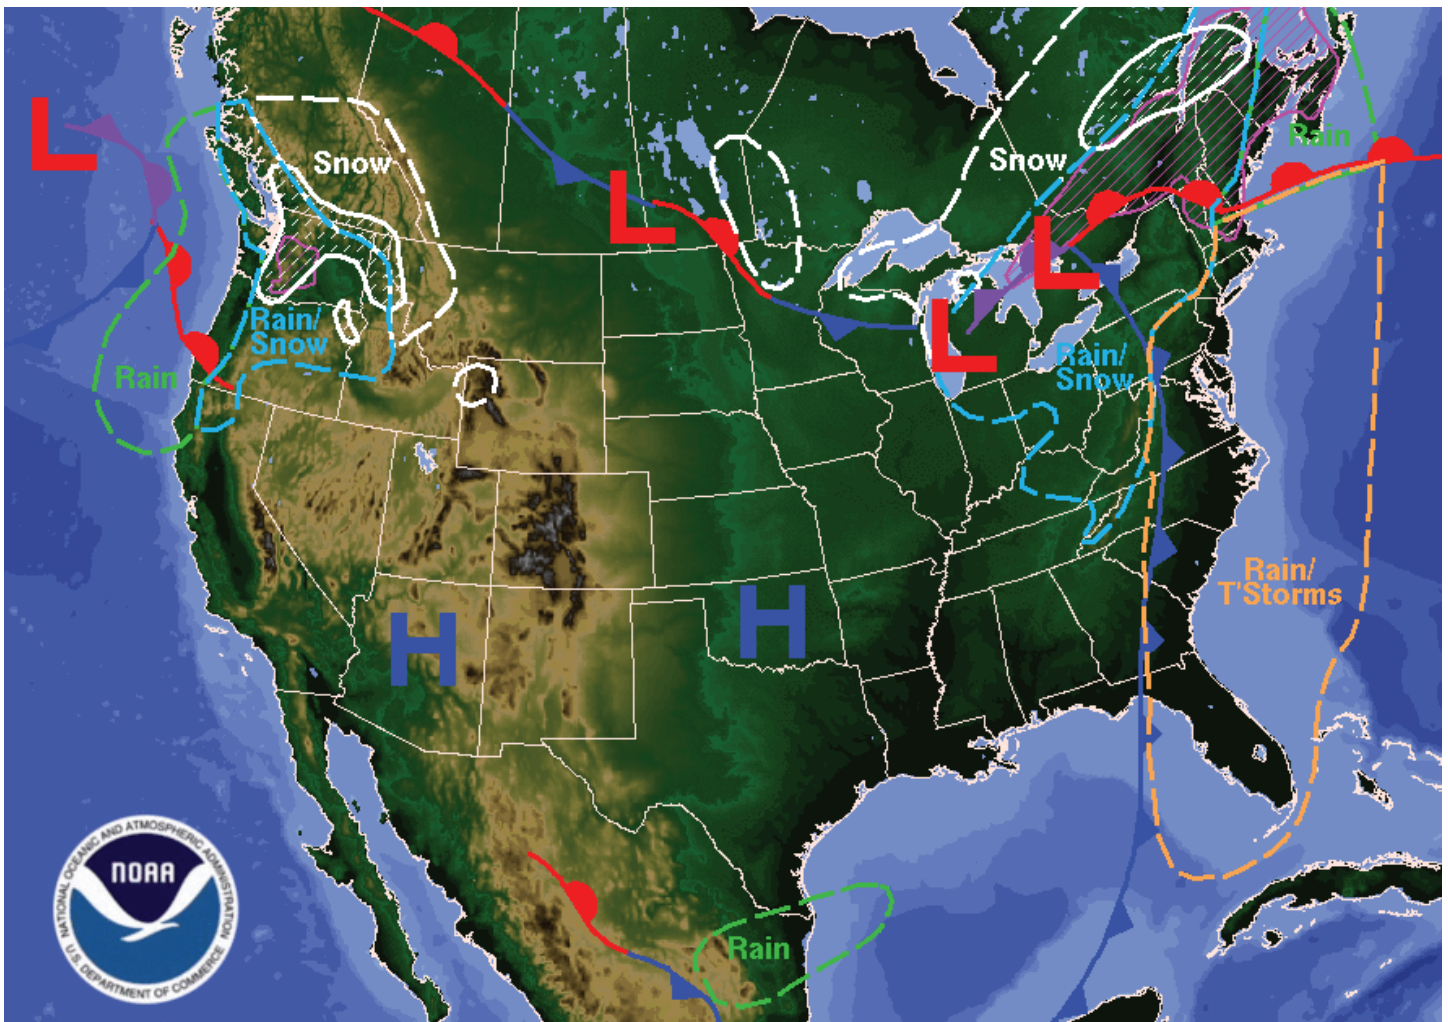 L
Snow
Snow
Rain
L
L
L
Rain/
Snow
Rain
Rain/
Snow
Rain/
T'Storms
H
H
NATIONAL OCEANIC AND ATMOSPHERIC ADMINISTRATION
NOAA
U.S. DEPARTMENT OF COMMERCE
Rain